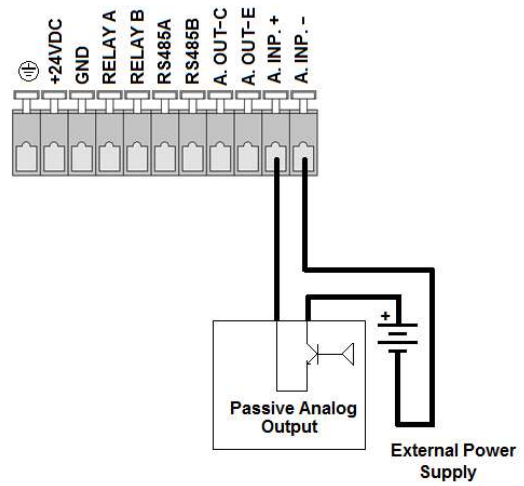 +24VDC
GND
RELAY A
RELAY B
RS485A
RS485B
A. OUT-C
A. OUT-E
A. INP. +
A. INP. -
+
Passive Analog
Output
External Power
Supply